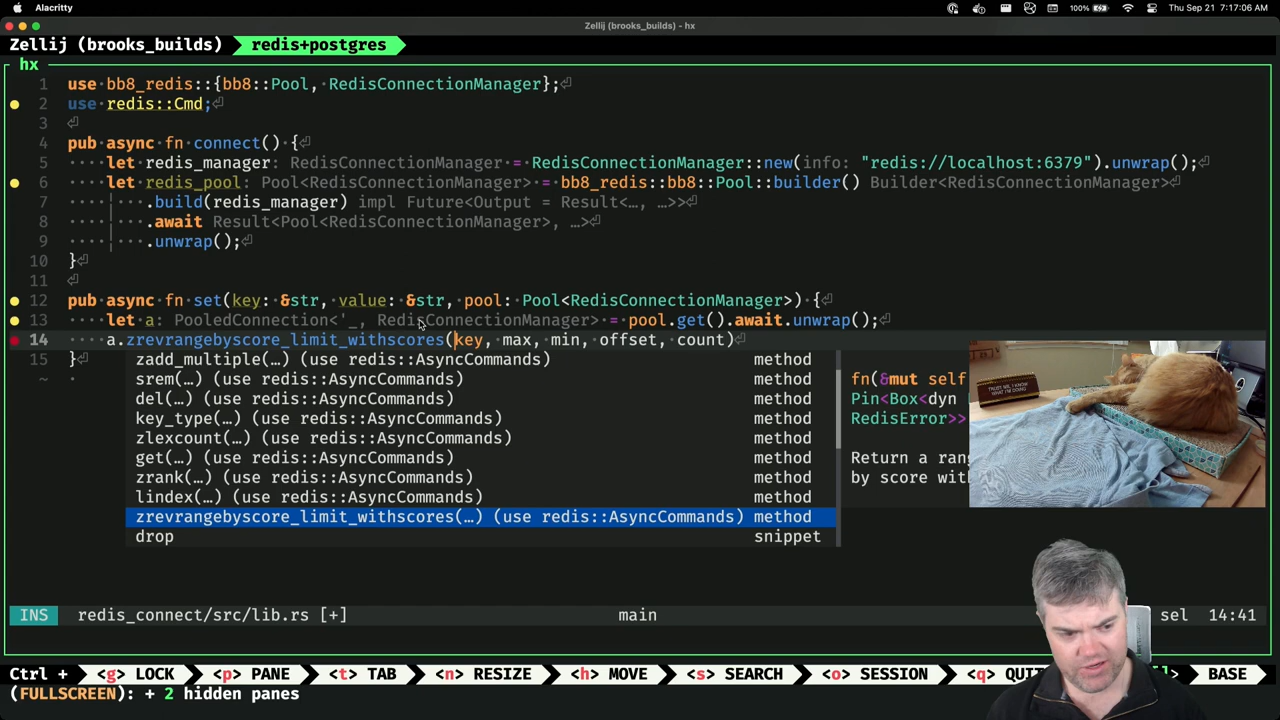 Alacritty 100% Thu Sep 21 7:17:06 AM
Zellij (brooks_builds) - hx
Zellij (brooks_builds) redis+postgres
hx
1 use bb8_redis::{bb8::Pool, RedisConnectionManager};⏎
2 use redis::Cmd;⏎
3 ⏎
4 pub async fn connect() {⏎
5 ····let redis_manager: RedisConnectionManager = RedisConnectionManager::new(info: "redis://localhost:6379").unwrap();⏎
6 ····let redis_pool: Pool<RedisConnectionManager> = bb8_redis::bb8::Pool::builder() Builder<RedisConnectionManager>⏎
7 ····¦···.build(redis_manager) impl Future<Output = Result<…, …>>⏎
8 ····¦···.await Result<Pool<RedisConnectionManager>, …>⏎
9 ····¦···.unwrap();⏎
10 }⏎
11 ⏎
12 pub async fn set(key: &str, value: &str, pool: Pool<RedisConnectionManager>) {⏎
13 ····let a: PooledConnection<'_, RedisConnectionManager> = pool.get().await.unwrap();⏎
14 ····a.zrevrangebyscore_limit_withscores(key, max, min, offset, count)⏎
15 }⏎
~
zadd_multiple(…) (use redis::AsyncCommands) method
srem(…) (use redis::AsyncCommands) method
del(…) (use redis::AsyncCommands) method
key_type(…) (use redis::AsyncCommands) method
zlexcount(…) (use redis::AsyncCommands) method
get(…) (use redis::AsyncCommands) method
zrank(…) (use redis::AsyncCommands) method
lindex(…) (use redis::AsyncCommands) method
zrevrangebyscore_limit_withscores(…) (use redis::AsyncCommands) method
drop snippet
fn(&mut self
Pin<Box<dyn
RedisError>>
Return a ran
by score wit
INS redis_connect/src/lib.rs [+] main sel 14:41
Ctrl + <g> LOCK <p> PANE <t> TAB <n> RESIZE <h> MOVE <s> SEARCH <o> SESSION <q> QU BASE
(FULLSCREEN): + 2 hidden panes